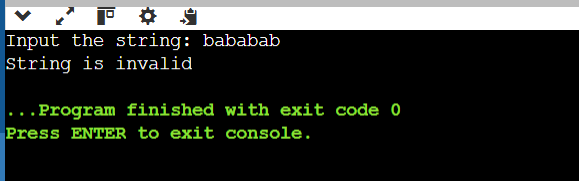 Input the string: bababab
String is invalid
...Program finished with exit code 0
Press ENTER to exit console.